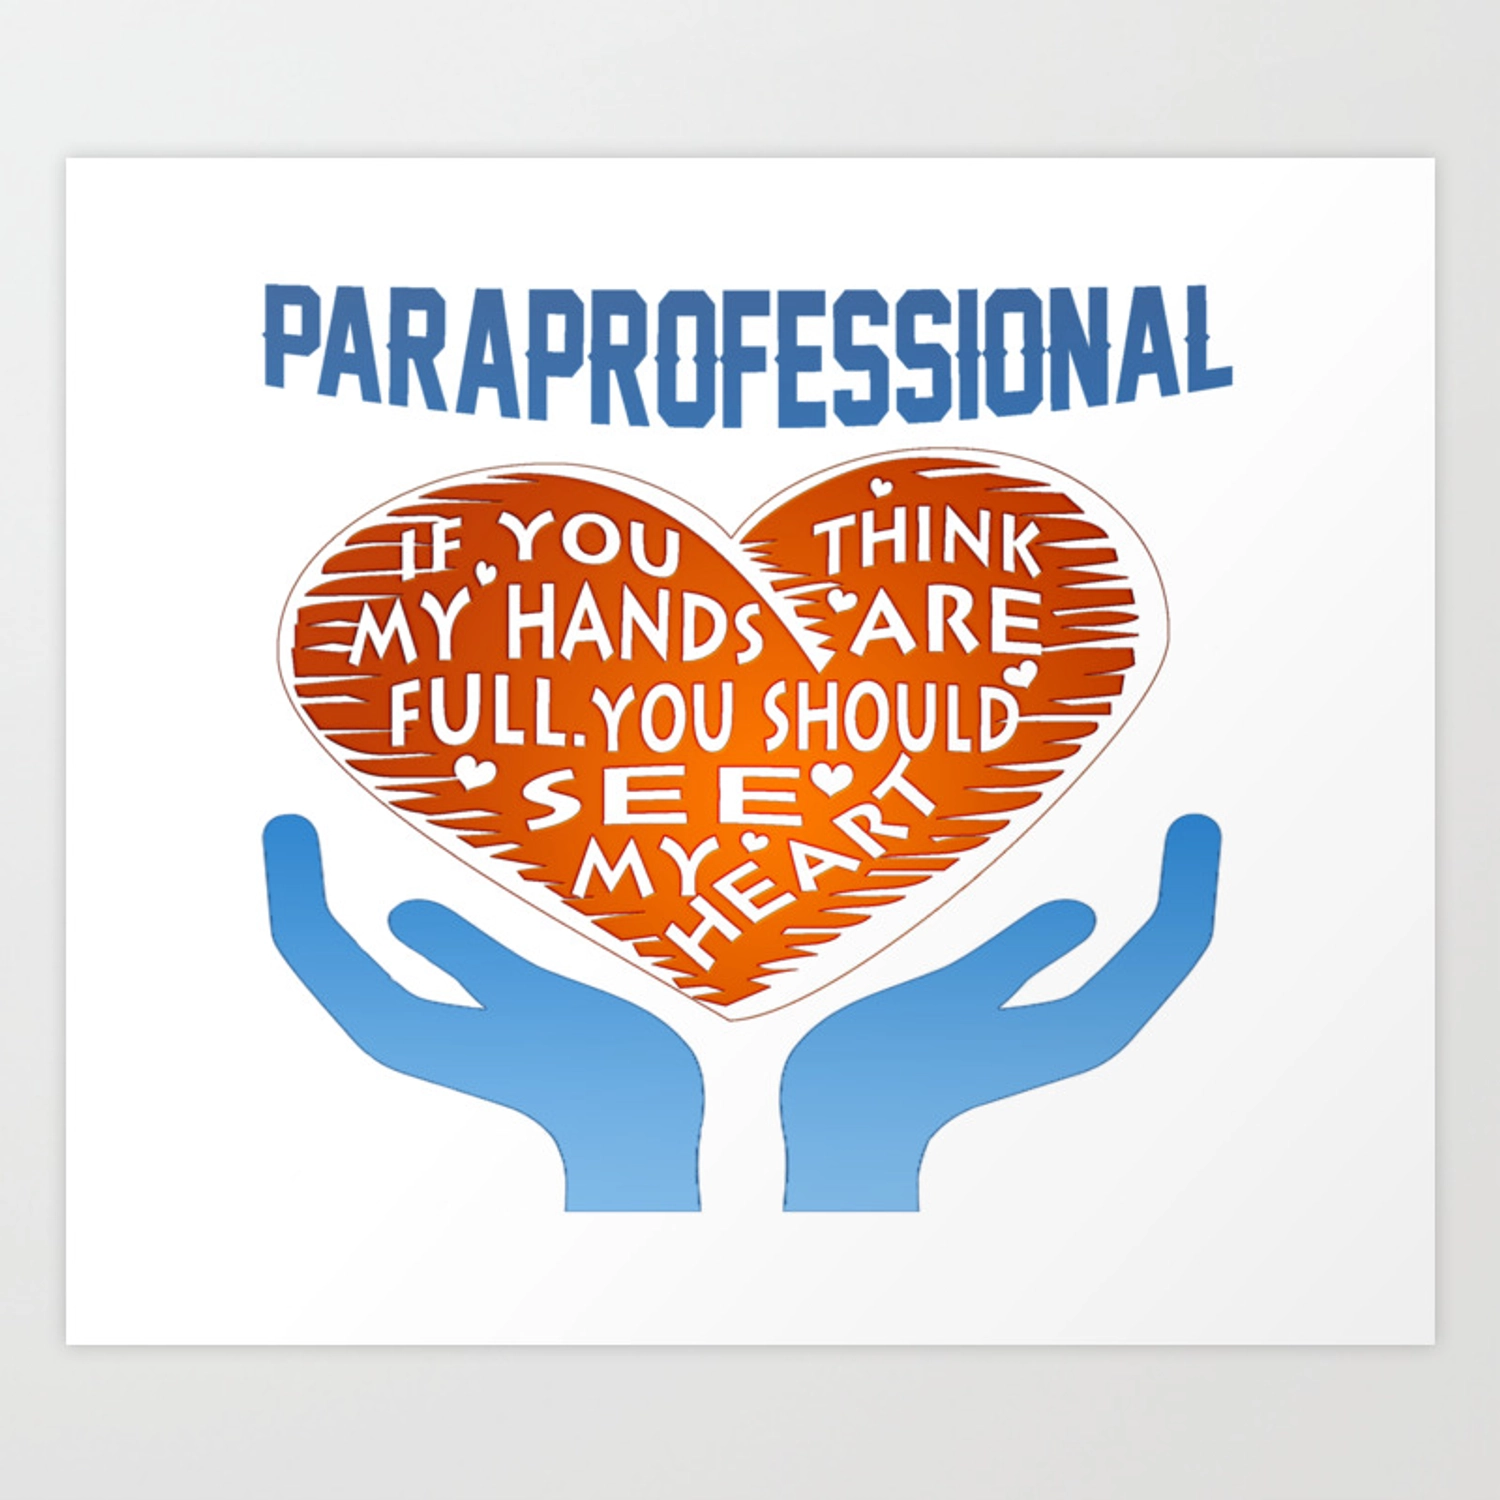 PARAPROFESSIONAL
IF YOU THINK
MY HANDS ARE
FULL.YOU SHOULD
SEE
MY HEART